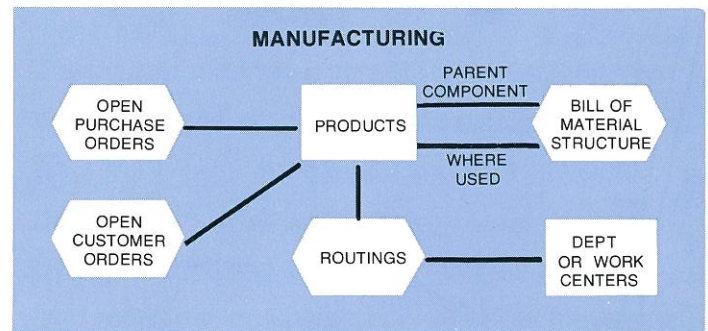 MANUFACTURING
OPEN
PURCHASE
ORDERS
PRODUCTS
PARENT
COMPONENT
BILL OF
MATERIAL
STRUCTURE
WHERE
USED
OPEN
CUSTOMER
ORDERS
ROUTINGS
DEPT
OR WORK
CENTERS